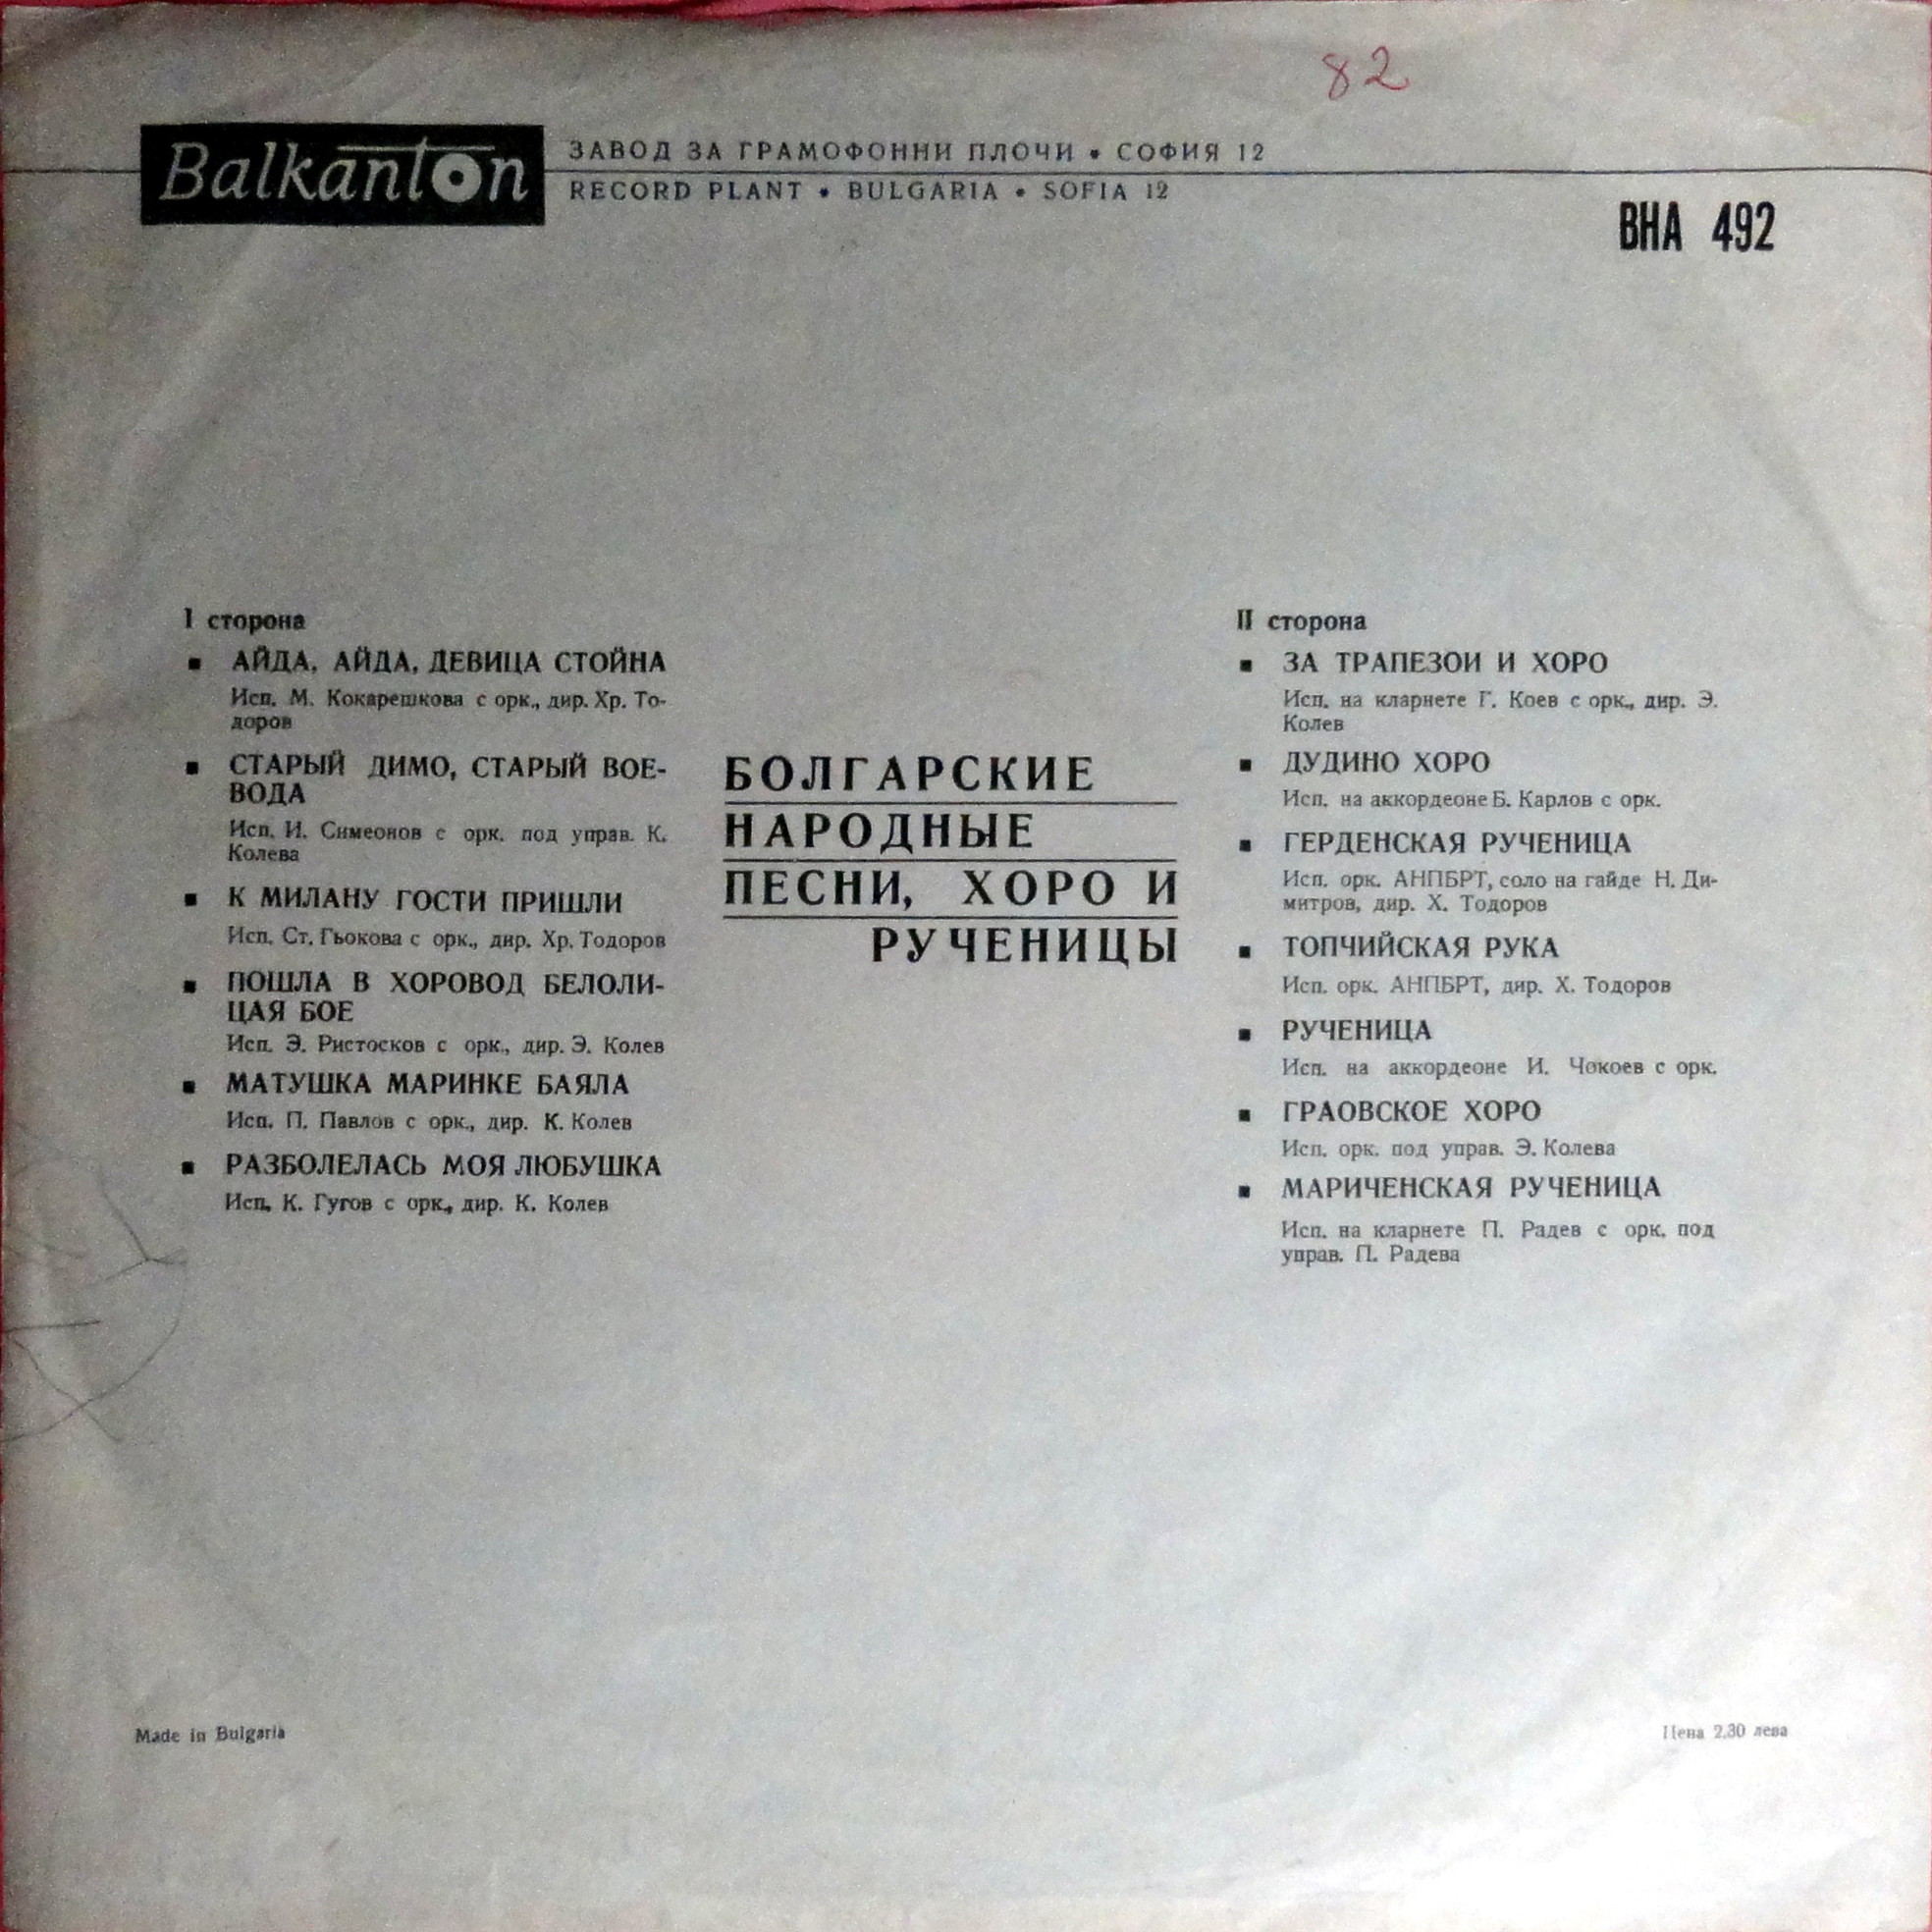 82
Balkanton
ЗАВОД ЗА ГРАМОФОННИ ПЛОЧИ • СОФИЯ 12
RECORD PLANT • BULGARIA • SOFIA 12
ВНА 492
I сторона
▪ АЙДА, АЙДА, ДЕВИЦА СТОЙНА
Исп. М. Кокарешкова с орк., дир. Хр. То-
доров
▪ СТАРЫЙ ДИМО, СТАРЫЙ ВОЕ-
ВОДА
Исп. И. Симеонов с орк. под управ. К.
Колева
▪ К МИЛАНУ ГОСТИ ПРИШЛИ
Исп. Ст. Гьокова с орк., дир. Хр. Тодоров
▪ ПОШЛА В ХОРОВОД БЕЛОЛИ-
ЦАЯ БОЕ
Исп. Э. Ристосков с орк., дир. Э. Колев
▪ МАТУШКА МАРИНКЕ БАЯЛА
Исп. П. Павлов с орк., дир. К. Колев
▪ РАЗБОЛЕЛАСЬ МОЯ ЛЮБУШКА
Исп. К. Гугов с орк., дир. К. Колев
БОЛГАРСКИЕ
НАРОДНЫЕ
ПЕСНИ, ХОРО И
РУЧЕНИЦЫ
II сторона
▪ ЗА ТРАПЕЗОИ И ХОРО
Исп. на кларнете Г. Коев с орк., дир. Э.
Колев
▪ ДУДИНО ХОРО
Исп. на аккордеоне Б. Карлов с орк.
▪ ГЕРДЕНСКАЯ РУЧЕНИЦА
Исп. орк. АНПБРТ, соло на гайде Н. Ди-
митров, дир. Х. Тодоров
▪ ТОПЧИЙСКАЯ РУКА
Исп. орк. АНПБРТ, дир. Х. Тодоров
▪ РУЧЕНИЦА
Исп. на аккордеоне И. Чокоев с орк.
▪ ГРАОВСКОЕ ХОРО
Исп. орк. под управ. Э. Колева
▪ МАРИЧЕНСКАЯ РУЧЕНИЦА
Исп. на кларнете П. Радев с орк. под
управ. П. Радева
Made in Bulgaria
Цена 2,30 лева